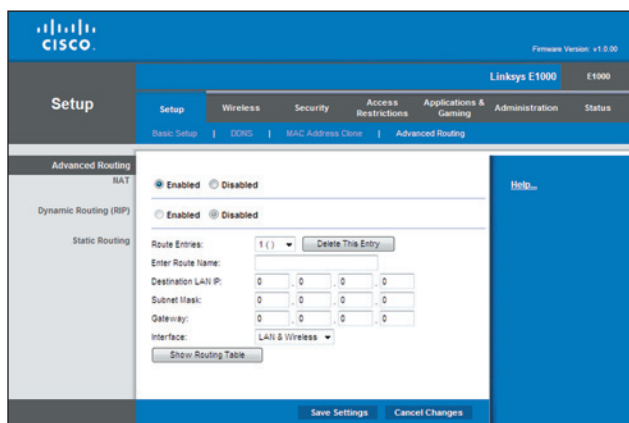 CISCO.
Firmware Version: v1.0.00
Linksys E1000 E1000
Setup
Setup Wireless Security Access Restrictions Applications & Gaming Administration Status
Basic Setup | DDNS | MAC Address Clone | Advanced Routing
Advanced Routing
NAT Enabled Disabled Help...
Dynamic Routing (RIP) Enabled Disabled
Static Routing Route Entries: 1 ( ) Delete This Entry
Enter Route Name:
Destination LAN IP: 0 . 0 . 0 . 0
Subnet Mask: 0 . 0 . 0 . 0
Gateway: 0 . 0 . 0 . 0
Interface: LAN & Wireless
Show Routing Table
Save Settings Cancel Changes